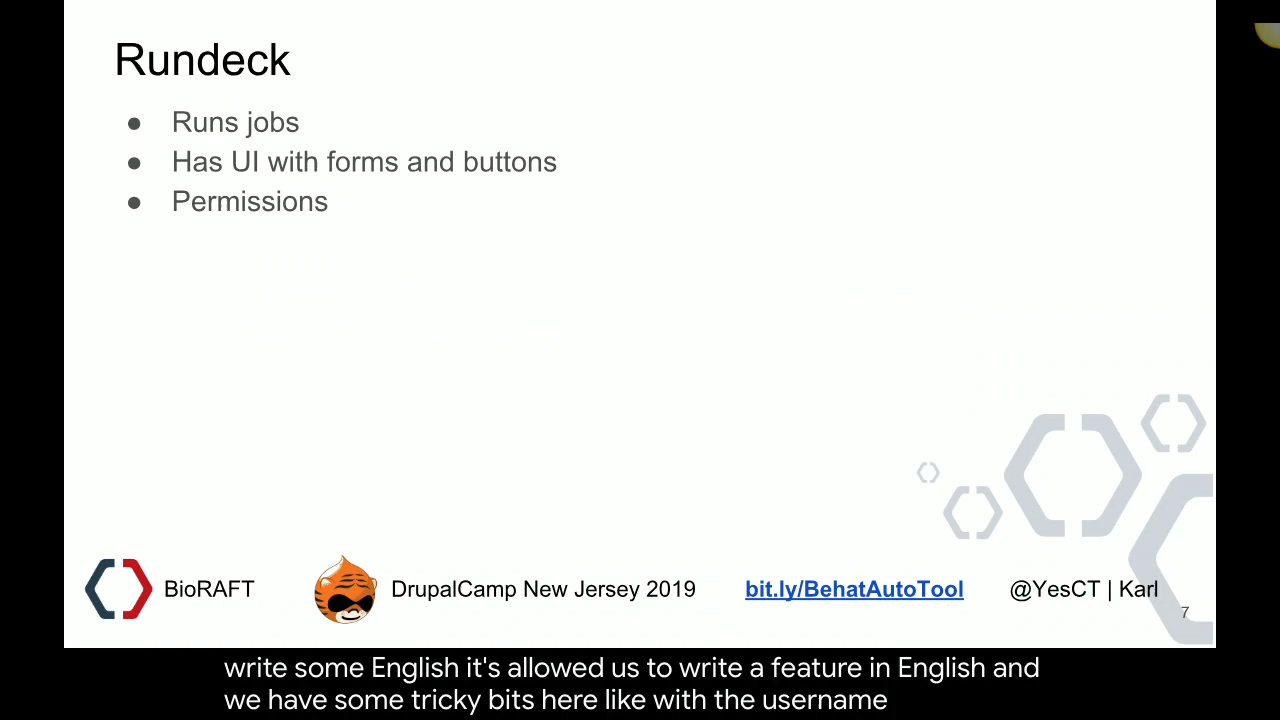 Rundeck
● Runs jobs
● Has UI with forms and buttons
● Permissions
BioRAFT DrupalCamp New Jersey 2019 bit.ly/BehatAutoTool @YesCT | Karl
7
write some English it's allowed us to write a feature in English and
we have some tricky bits here like with the username